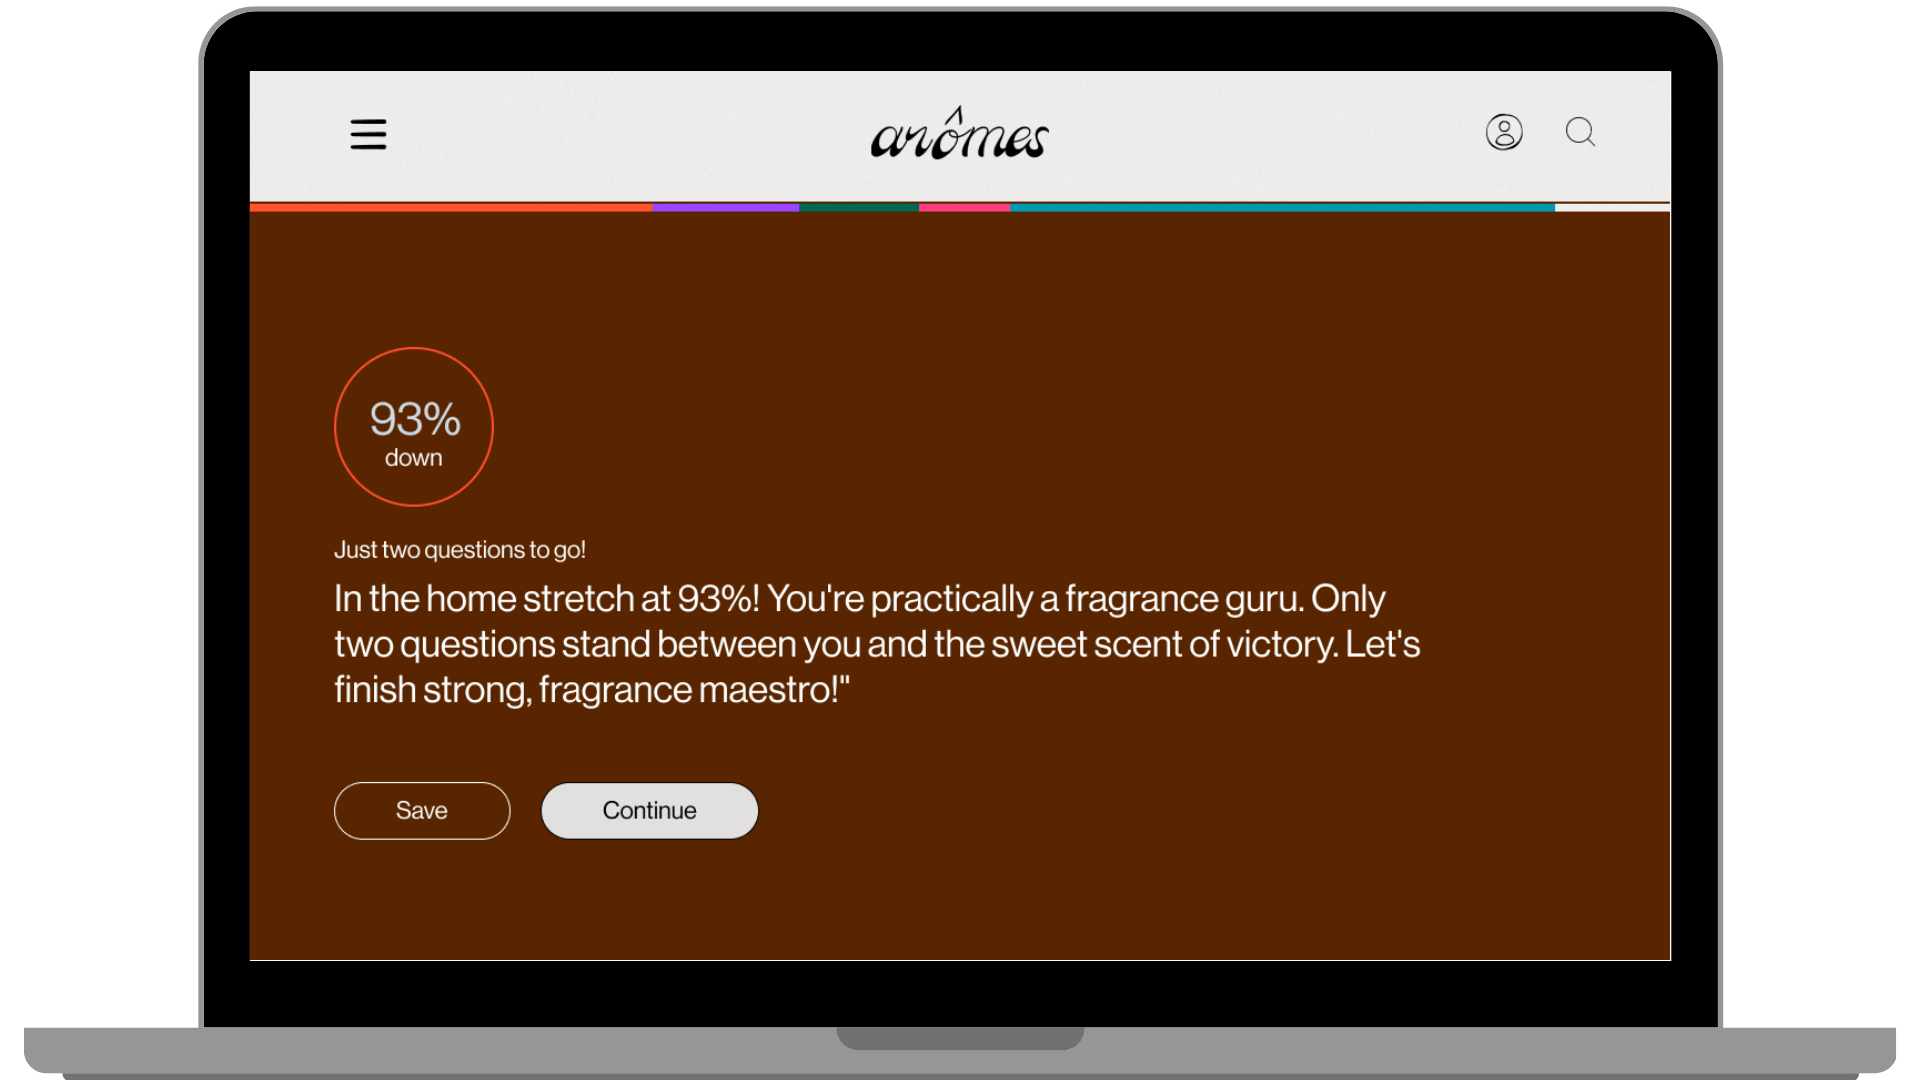 anômes
93%
down
Just two questions to go!
In the home stretch at 93%! You're practically a fragrance guru. Only
two questions stand between you and the sweet scent of victory. Let's
finish strong, fragrance maestro!"
Save
Continue